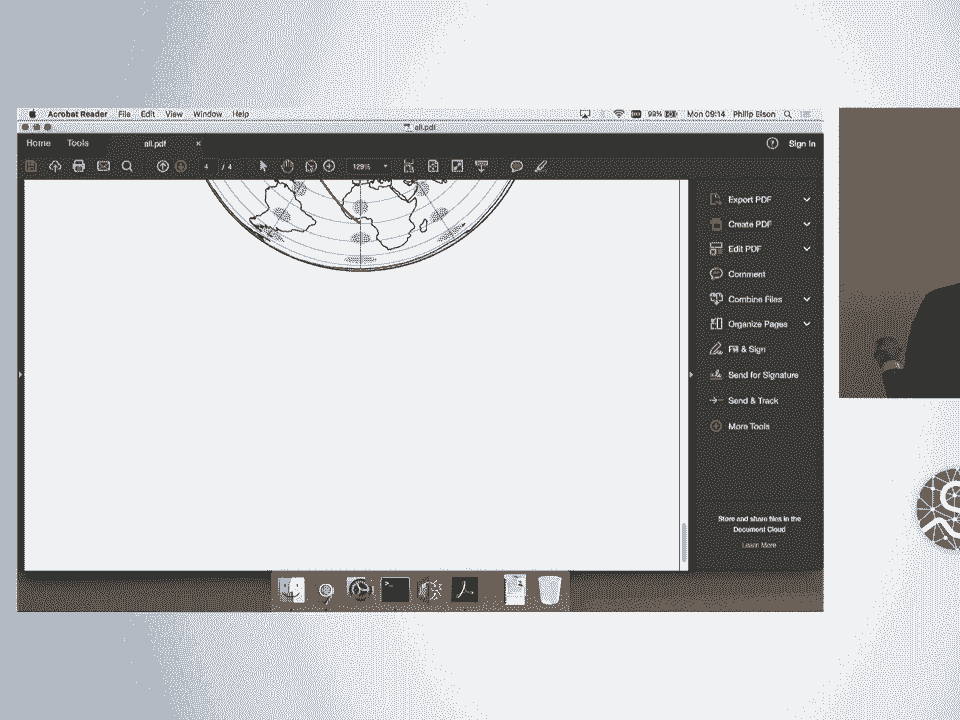 Acrobat Reader File Edit View Window Help 99% Mon 09:14 Philip Elson
all.pdf
Home Tools all.pdf × ? Sign In
4 / 4 129%
Export PDF
Create PDF
Edit PDF
Comment
Combine Files
Organize Pages
Fill & Sign
Send for Signature
Send & Track
More Tools
Store and share files in the
Document Cloud
Learn More